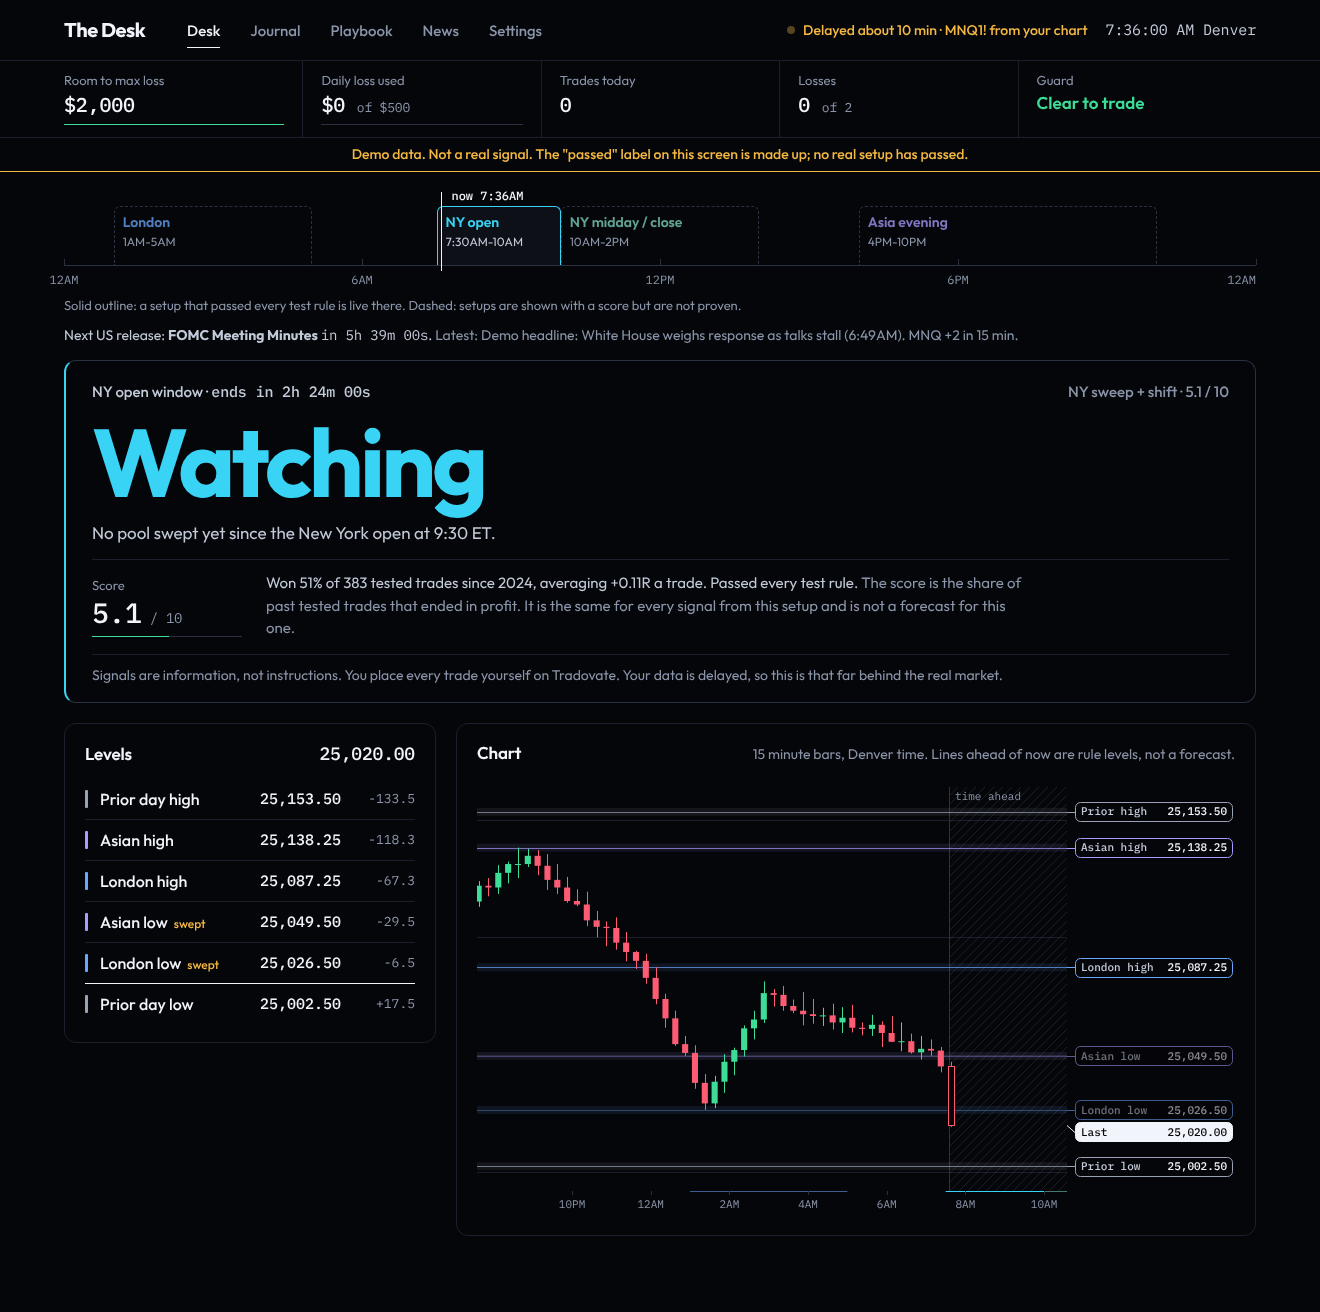 The Desk
Desk Journal Playbook News Settings
Delayed about 10 min · MNQ1! from your chart 7:36:00 AM Denver
Room to max loss
$2,000
Daily loss used
$0 of $500
Trades today
0
Losses
0 of 2
Guard
Clear to trade
Demo data. Not a real signal. The "passed" label on this screen is made up; no real setup has passed.
now 7:36AM
London
1AM-5AM
NY open
7:30AM-10AM
NY midday / close
10AM-2PM
Asia evening
4PM-10PM
12AM 6AM 12PM 6PM 12AM
Solid outline: a setup that passed every test rule is live there. Dashed: setups are shown with a score but are not proven.
Next US release: FOMC Meeting Minutes in 5h 39m 00s. Latest: Demo headline: White House weighs response as talks stall (6:49AM). MNQ +2 in 15 min.
NY open window · ends in 2h 24m 00s
NY sweep + shift · 5.1 / 10
Watching
No pool swept yet since the New York open at 9:30 ET.
Score
5.1 / 10
Won 51% of 383 tested trades since 2024, averaging +0.11R a trade. Passed every test rule. The score is the share of
past tested trades that ended in profit. It is the same for every signal from this setup and is not a forecast for this
one.
Signals are information, not instructions. You place every trade yourself on Tradovate. Your data is delayed, so this is that far behind the real market.
Levels 25,020.00
Prior day high 25,153.50 -133.5
Asian high 25,138.25 -118.3
London high 25,087.25 -67.3
Asian low swept 25,049.50 -29.5
London low swept 25,026.50 -6.5
Prior day low 25,002.50 +17.5
Chart
15 minute bars, Denver time. Lines ahead of now are rule levels, not a forecast.
time ahead
Prior high 25,153.50
Asian high 25,138.25
London high 25,087.25
Asian low 25,049.50
London low 25,026.50
Last 25,020.00
Prior low 25,002.50
10PM 12AM 2AM 4AM 6AM 8AM 10AM